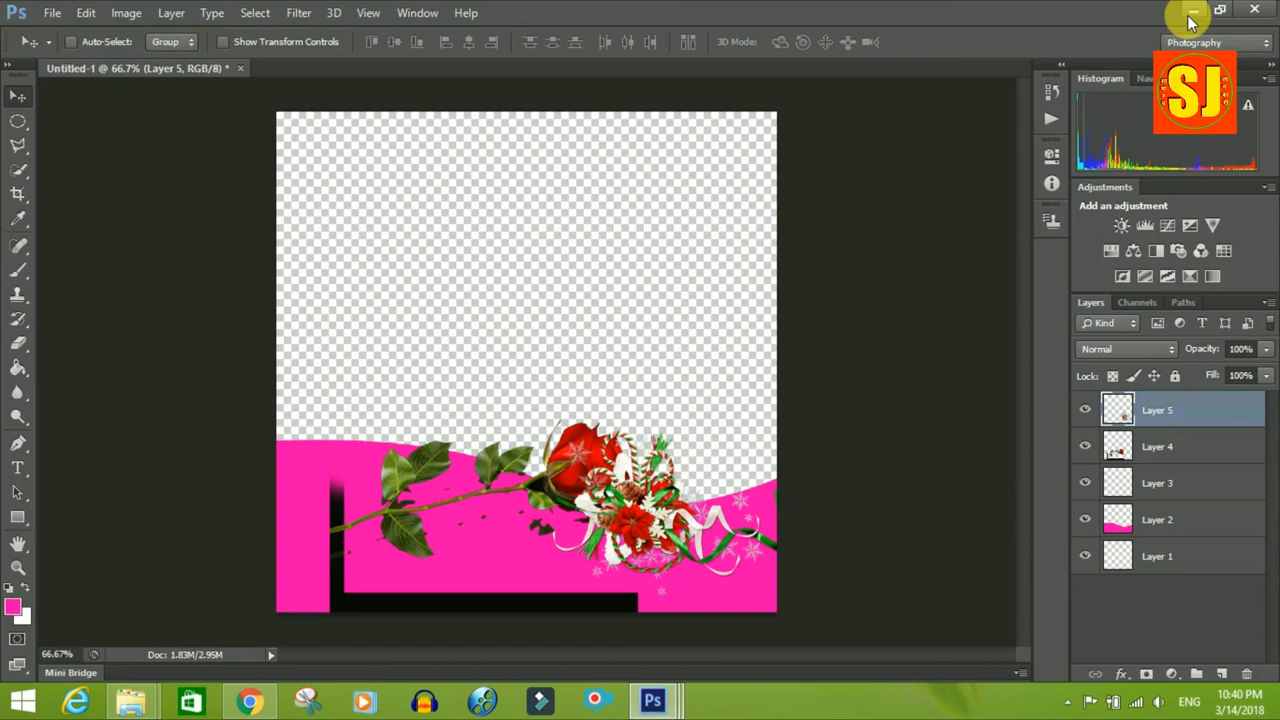 Ps File Edit Image Layer Type Select Filter 3D View Window Help
Auto-Select: Group Show Transform Controls 3D Mode: Photography
Untitled-1 @ 66.7% (Layer 5, RGB/8) * ×
Histogram
SJ
Adjustments
Add an adjustment
Layers Channels Paths
Kind
Normal Opacity: 100%
Lock: Fill: 100%
Layer 5
Layer 4
Layer 3
Layer 2
Layer 1
66.67% Doc: 1.83M/2.95M
Mini Bridge
Ps
ENG 10:40 PM
3/14/2018